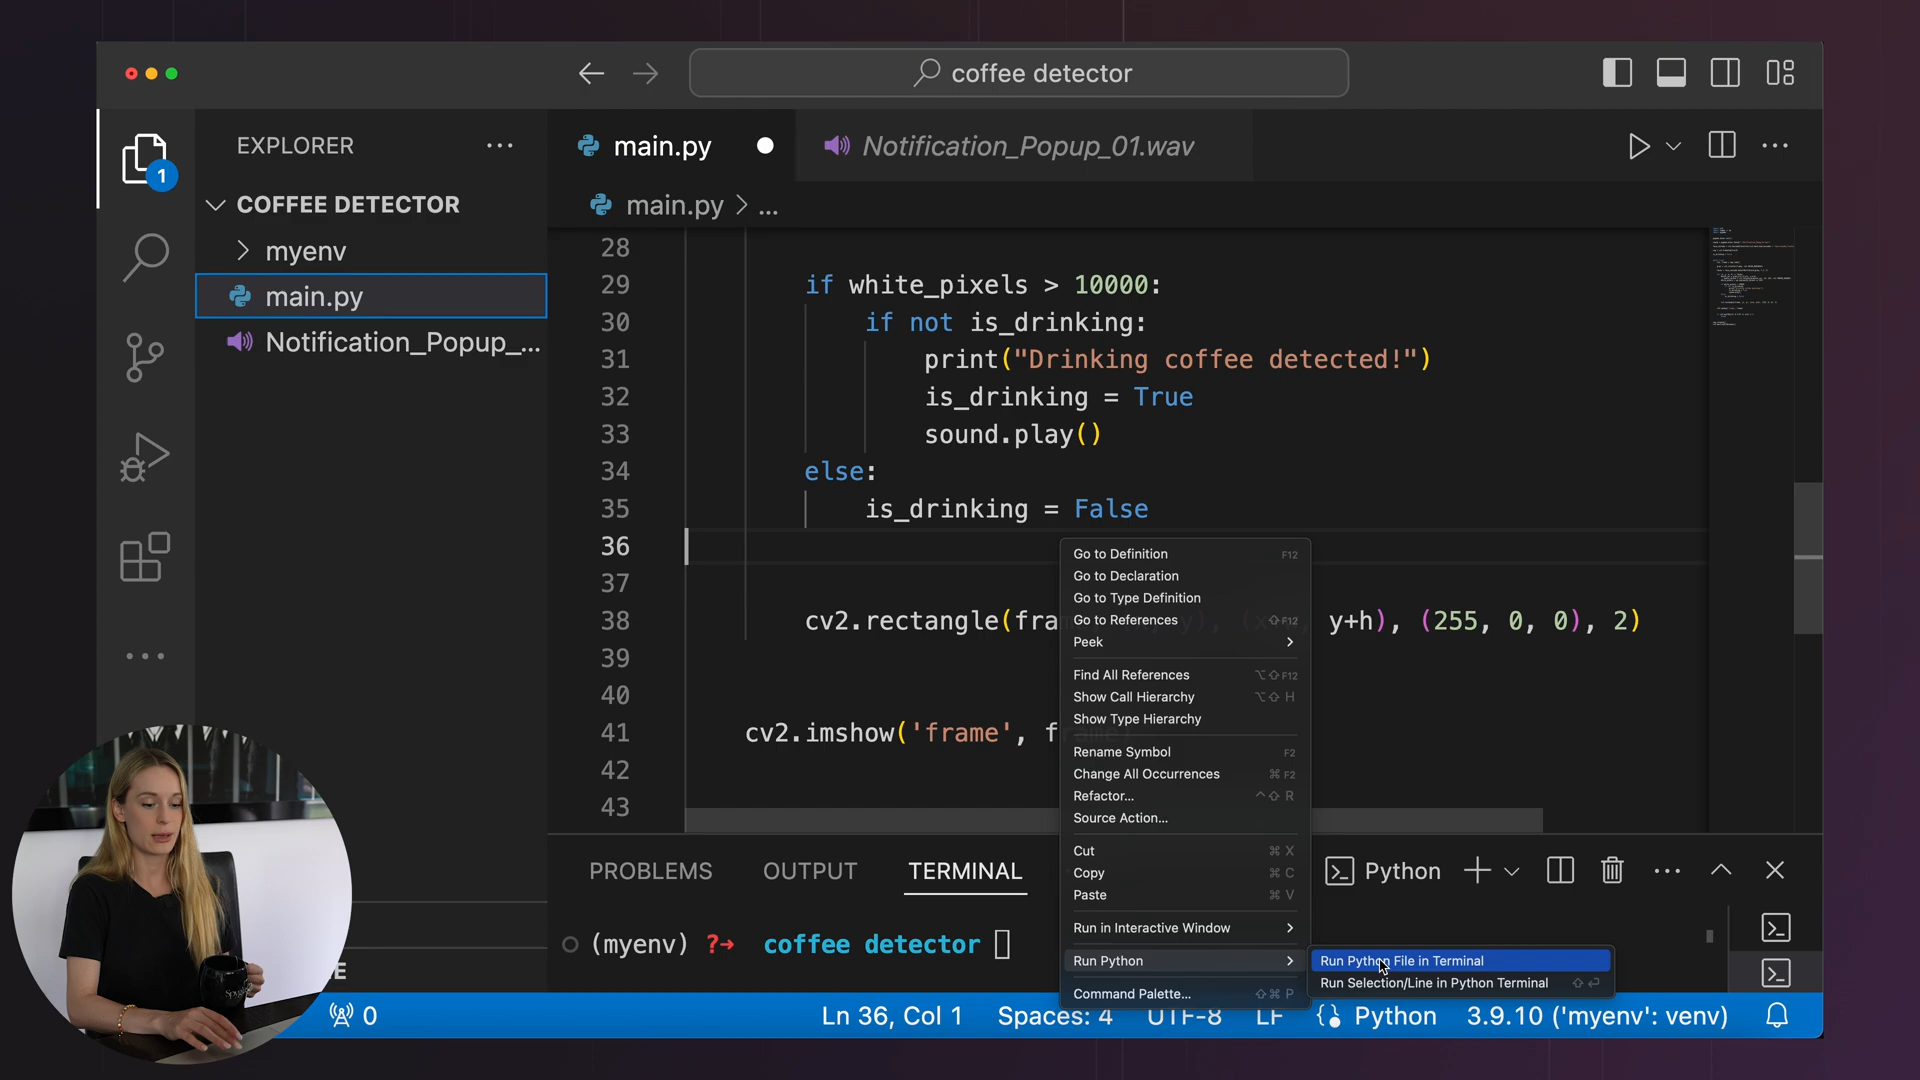 coffee detector
1
EXPLORER
COFFEE DETECTOR
myenv
main.py
Notification_Popup_...
main.py
Notification_Popup_01.wav
main.py > ...
28
29 if white_pixels > 10000:
30 if not is_drinking:
31 print("Drinking coffee detected!")
32 is_drinking = True
33 sound.play()
34 else:
35 is_drinking = False
36
37
38 cv2.rectangle(fra y+h), (255, 0, 0), 2)
39
40
41 cv2.imshow('frame', f
42
43
Go to Definition F12
Go to Declaration
Go to Type Definition
Go to References ⇧F12
Peek
Find All References ⌥⇧F12
Show Call Hierarchy ⌥⇧ H
Show Type Hierarchy
Rename Symbol F2
Change All Occurrences ⌘ F2
Refactor... ^⇧ R
Source Action...
Cut ⌘ X
Copy ⌘ C
Paste ⌘ V
Run in Interactive Window
Run Python
Command Palette... ⇧⌘ P
Run Python File in Terminal
Run Selection/Line in Python Terminal ⇧⏎
PROBLEMS OUTPUT TERMINAL
Python
(myenv) ?→ coffee detector
E
0
Ln 36, Col 1 Spaces: 4 UTF-8 LF Python 3.9.10 ('myenv': venv)